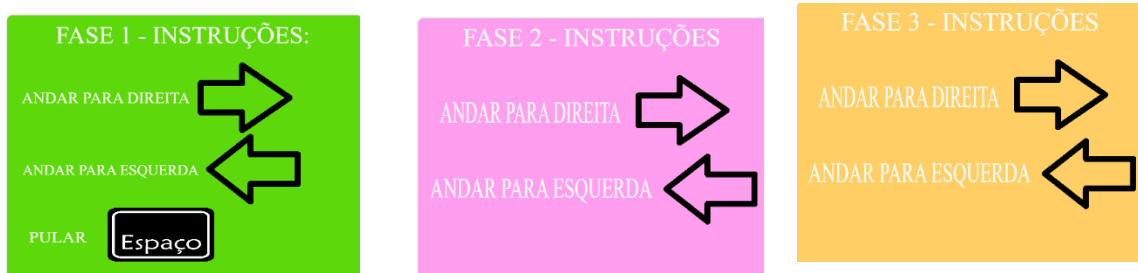 FASE 1 - INSTRUÇÕES:
ANDAR PARA DIREITA
ANDAR PARA ESQUERDA
PULAR
Espaço
FASE 2 - INSTRUÇÕES
ANDAR PARA DIREITA
ANDAR PARA ESQUERDA
FASE 3 - INSTRUÇÕES
ANDAR PARA DIREITA
ANDAR PARA ESQUERDA